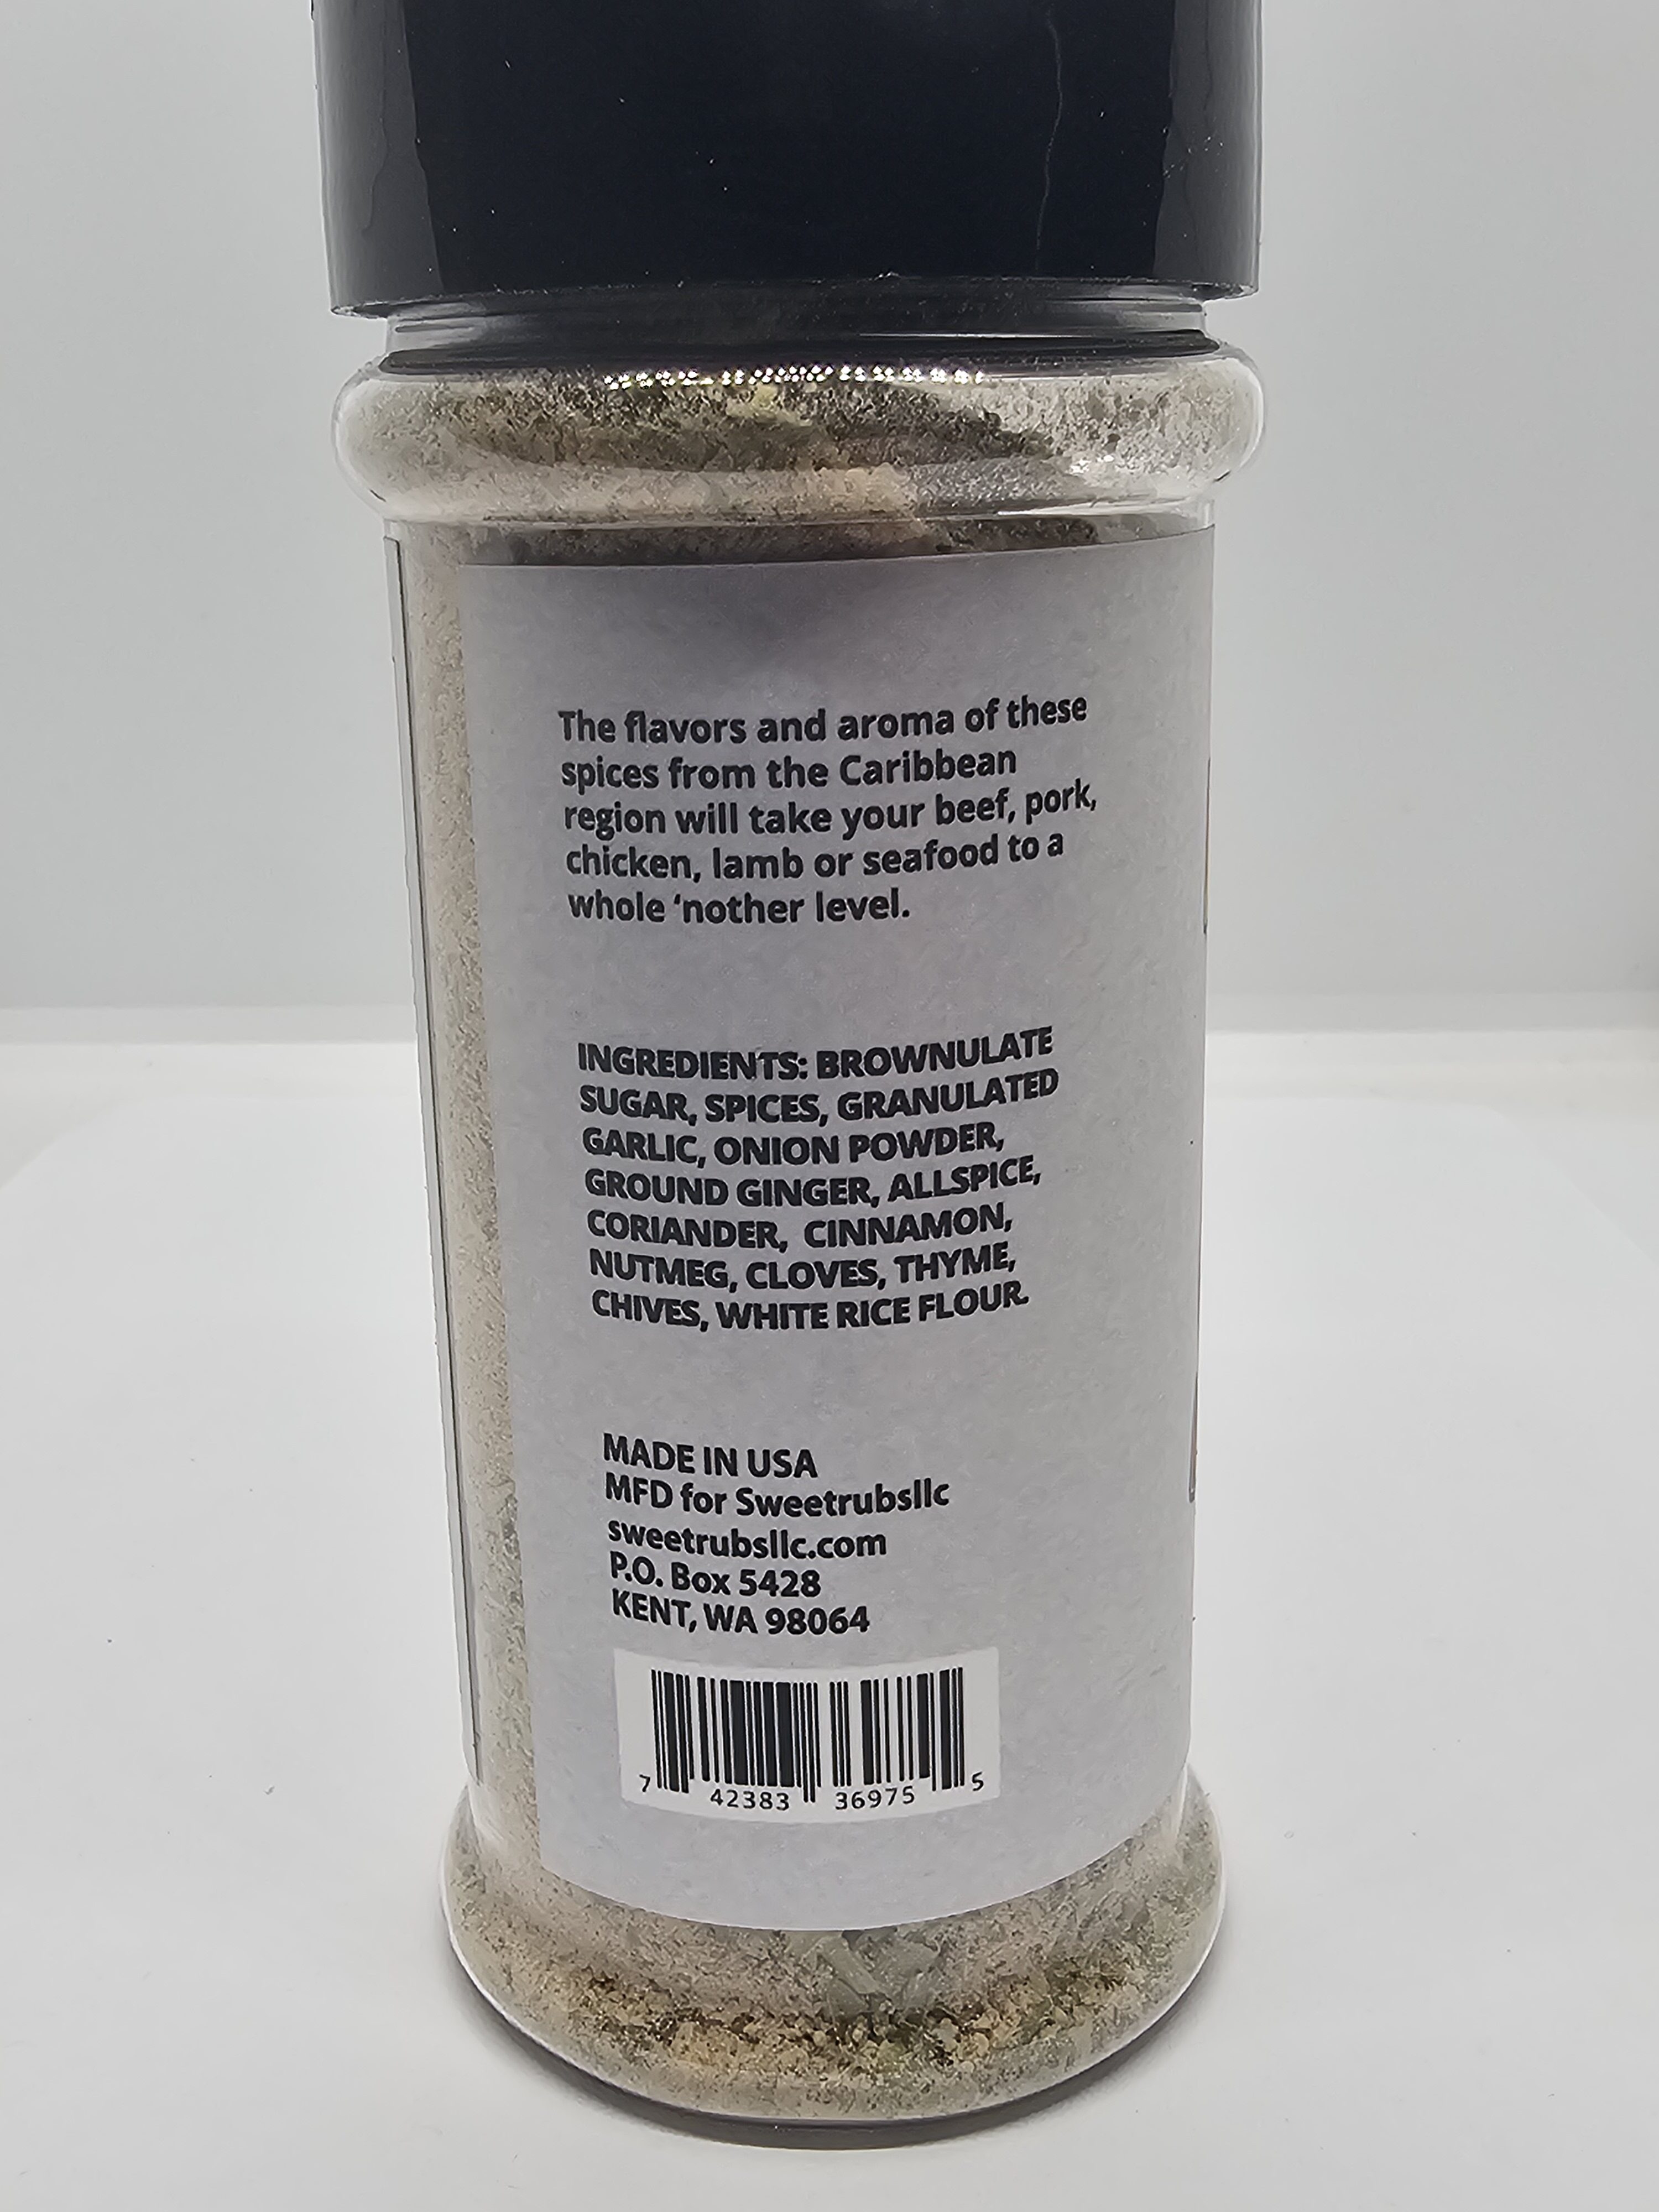 The flavors and aroma of these
spices from the Caribbean
region will take your beef, pork,
chicken, lamb or seafood to a
whole ‘nother level.
INGREDIENTS: BROWNULATE
SUGAR, SPICES, GRANULATED
GARLIC, ONION POWDER,
GROUND GINGER, ALLSPICE,
CORIANDER, CINNAMON,
NUTMEG, CLOVES, THYME,
CHIVES, WHITE RICE FLOUR.
MADE IN USA
MFD for Sweetrubsllc
sweetrubsllc.com
P.O. Box 5428
KENT, WA 98064
7 42383 36975 5